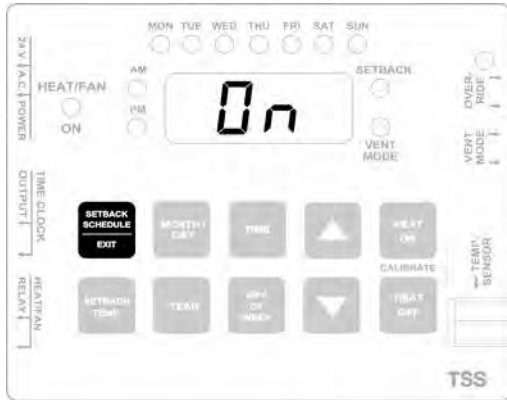 MON TUE WED THU FRI SAT SUN
24 V A.C. POWER
HEAT/FAN
ON
AM
PM
On
SETBACK
VENT
MODE
OVER-
RIDE
VENT
MODE
TIME CLOCK
OUTPUT
SETBACK
SCHEDULE
EXIT
MONTH /
DAY
TIME
HEAT
ON
CALIBRATE
TEMP.
SENSOR
HEAT/FAN
RELAY
SETBACK
TEMP
YEAR
DAY
OF
WEEK
HEAT
OFF
TSS